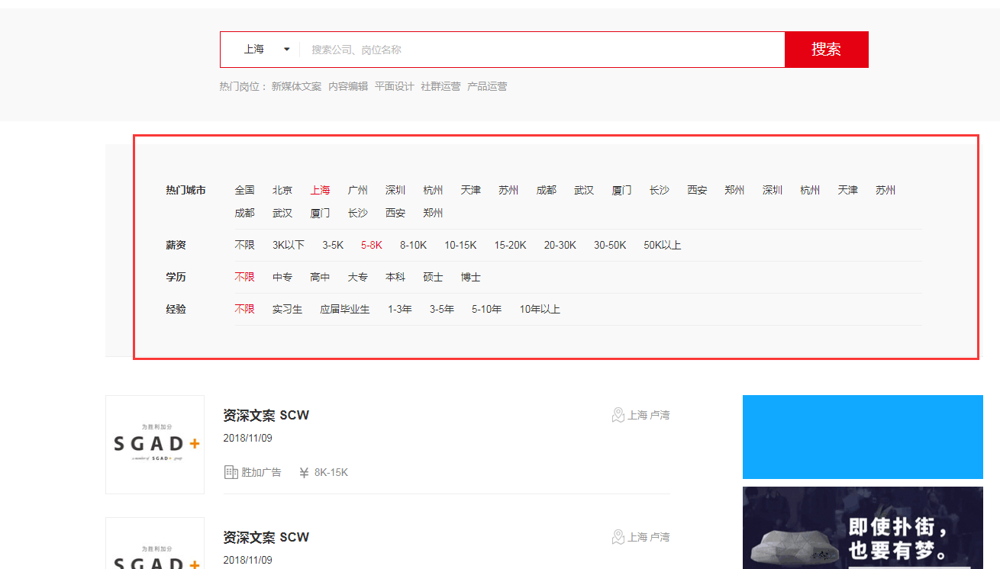 上海 搜索公司、岗位名称 搜索
热门岗位： 新媒体文案 内容编辑 平面设计 社群运营 产品运营
热门城市 全国 北京 上海 广州 深圳 杭州 天津 苏州 成都 武汉 厦门 长沙 西安 郑州 深圳 杭州 天津 苏州
成都 武汉 厦门 长沙 西安 郑州
薪资 不限 3K以下 3-5K 5-8K 8-10K 10-15K 15-20K 20-30K 30-50K 50K以上
学历 不限 中专 高中 大专 本科 硕士 博士
经验 不限 实习生 应届毕业生 1-3年 3-5年 5-10年 10年以上
为胜利加分
SGAD+
a member of SGAD+ group
资深文案 SCW 上海 卢湾
2018/11/09
胜加广告 ¥ 8K-15K
即使扑街，
也要有梦。
为胜利加分
SGAD+
资深文案 SCW 上海 卢湾
2018/11/09